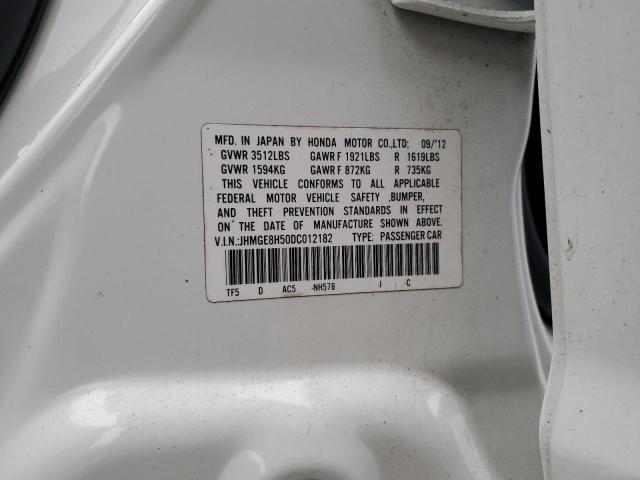 MFD. IN JAPAN BY HONDA MOTOR CO.,LTD; 09/'12
GVWR 3512LBS GAWR F 1921LBS R 1619LBS
GVWR 1594KG GAWR F 872KG R 735KG
THIS VEHICLE CONFORMS TO ALL APPLICABLE
FEDERAL MOTOR VEHICLE SAFETY ,BUMPER,
AND THEFT PREVENTION STANDARDS IN EFFECT
ON THE DATE OF MANUFACTURE SHOWN ABOVE.
V.I.N.:JHMGE8H50DC012182 TYPE: PASSENGER CAR
TF5 D AC5 -NH578 J -C